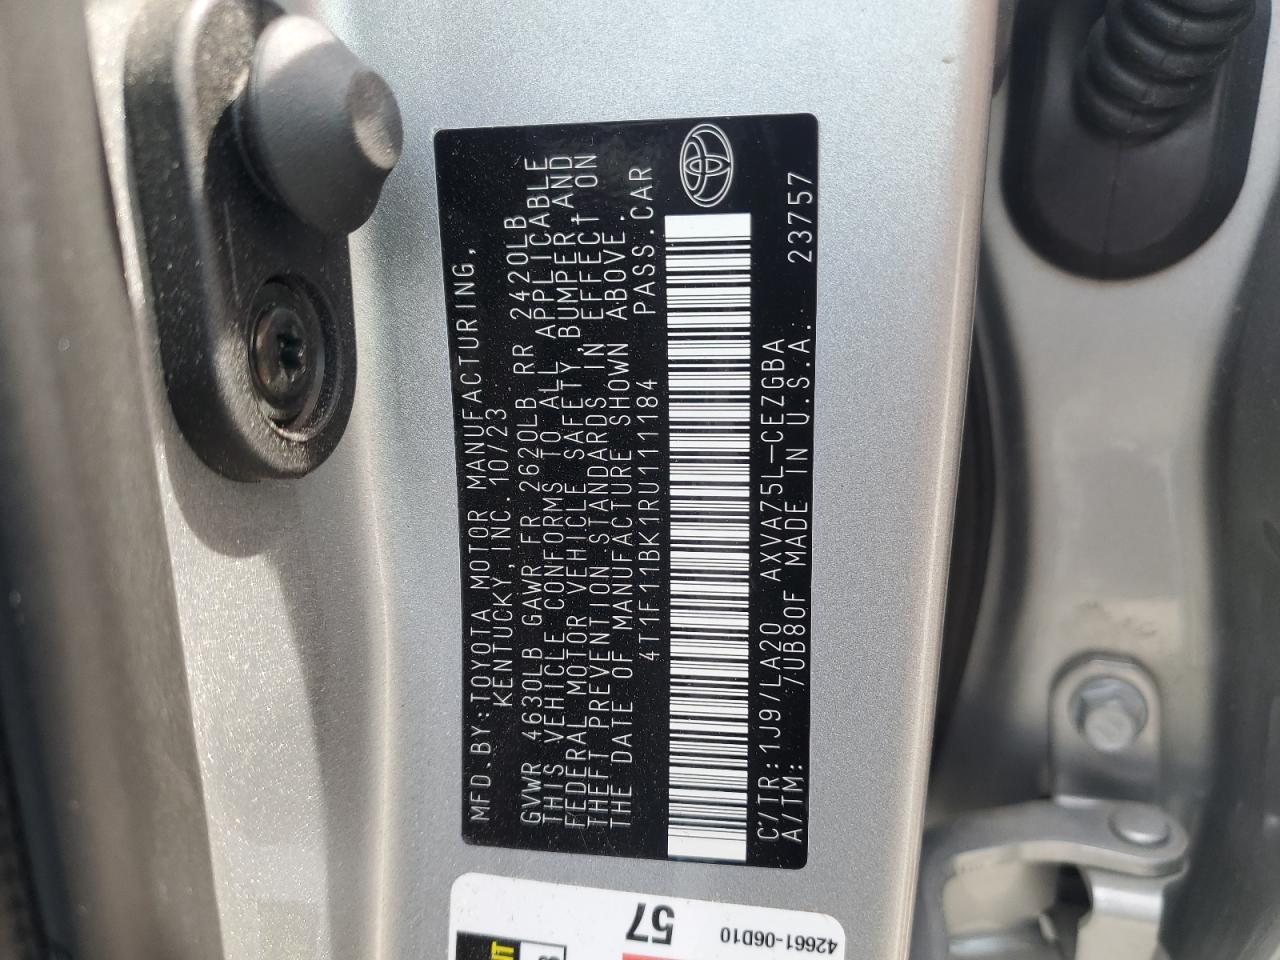 MFD.BY:TOYOTA MOTOR MANUFACTURING,
KENTUCKY,INC. 10/23
GVWR 4630LB GAWR FR 2620LB RR 2420LB
THIS VEHICLE CONFORMS TO ALL APPLICABLE
FEDERAL MOTOR VEHICLE SAFETY,BUMPER,AND
THEFT PREVENTION STANDARDS IN EFFECT ON
THE DATE OF MANUFACTURE SHOWN ABOVE.
4T1F11BK1RU111184 PASS.CAR
C/TR:1J9/LA20 AXVA75L-CEZGBA 23757
A/TM: /UB80F MADE IN U.S.A.
57
42661-06D10